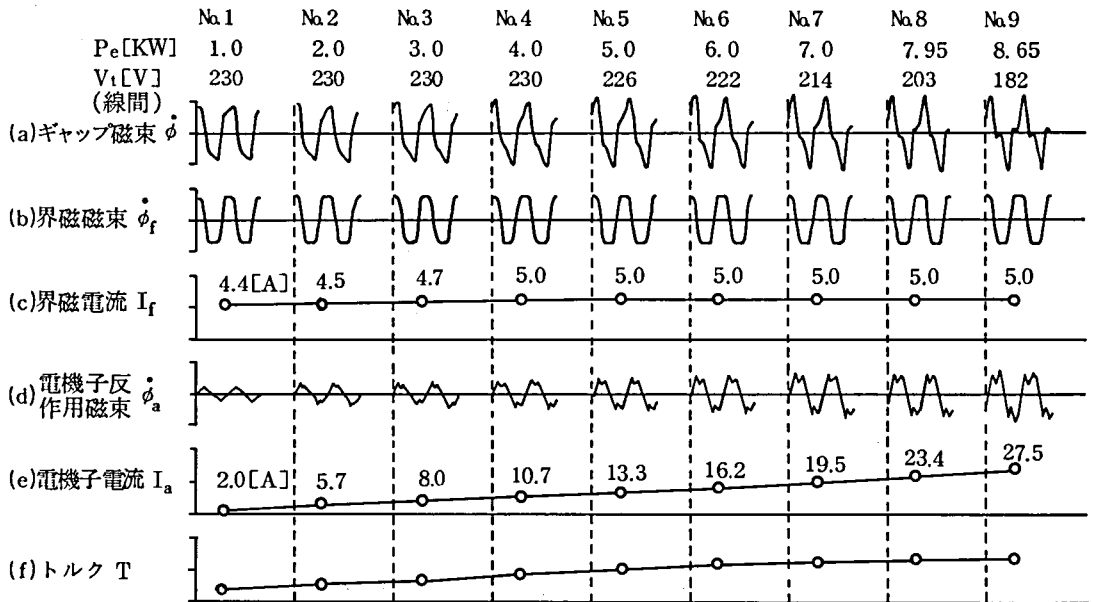 No.1 No.2 No.3 No.4 No.5 No.6 No.7 No.8 No.9
Pe[KW] 1.0 2.0 3.0 4.0 5.0 6.0 7.0 7.95 8.65
Vt[V] 230 230 230 230 226 222 214 203 182
(線間)
(a)ギャップ磁束 φ̇
(b)界磁磁束 φ̇f
4.4[A] 4.5 4.7 5.0 5.0 5.0 5.0 5.0 5.0
(c)界磁電流 If
(d)電機子反作用磁束 φ̇a
(e)電機子電流 Ia 2.0[A] 5.7 8.0 10.7 13.3 16.2 19.5 23.4 27.5
(f)トルク T